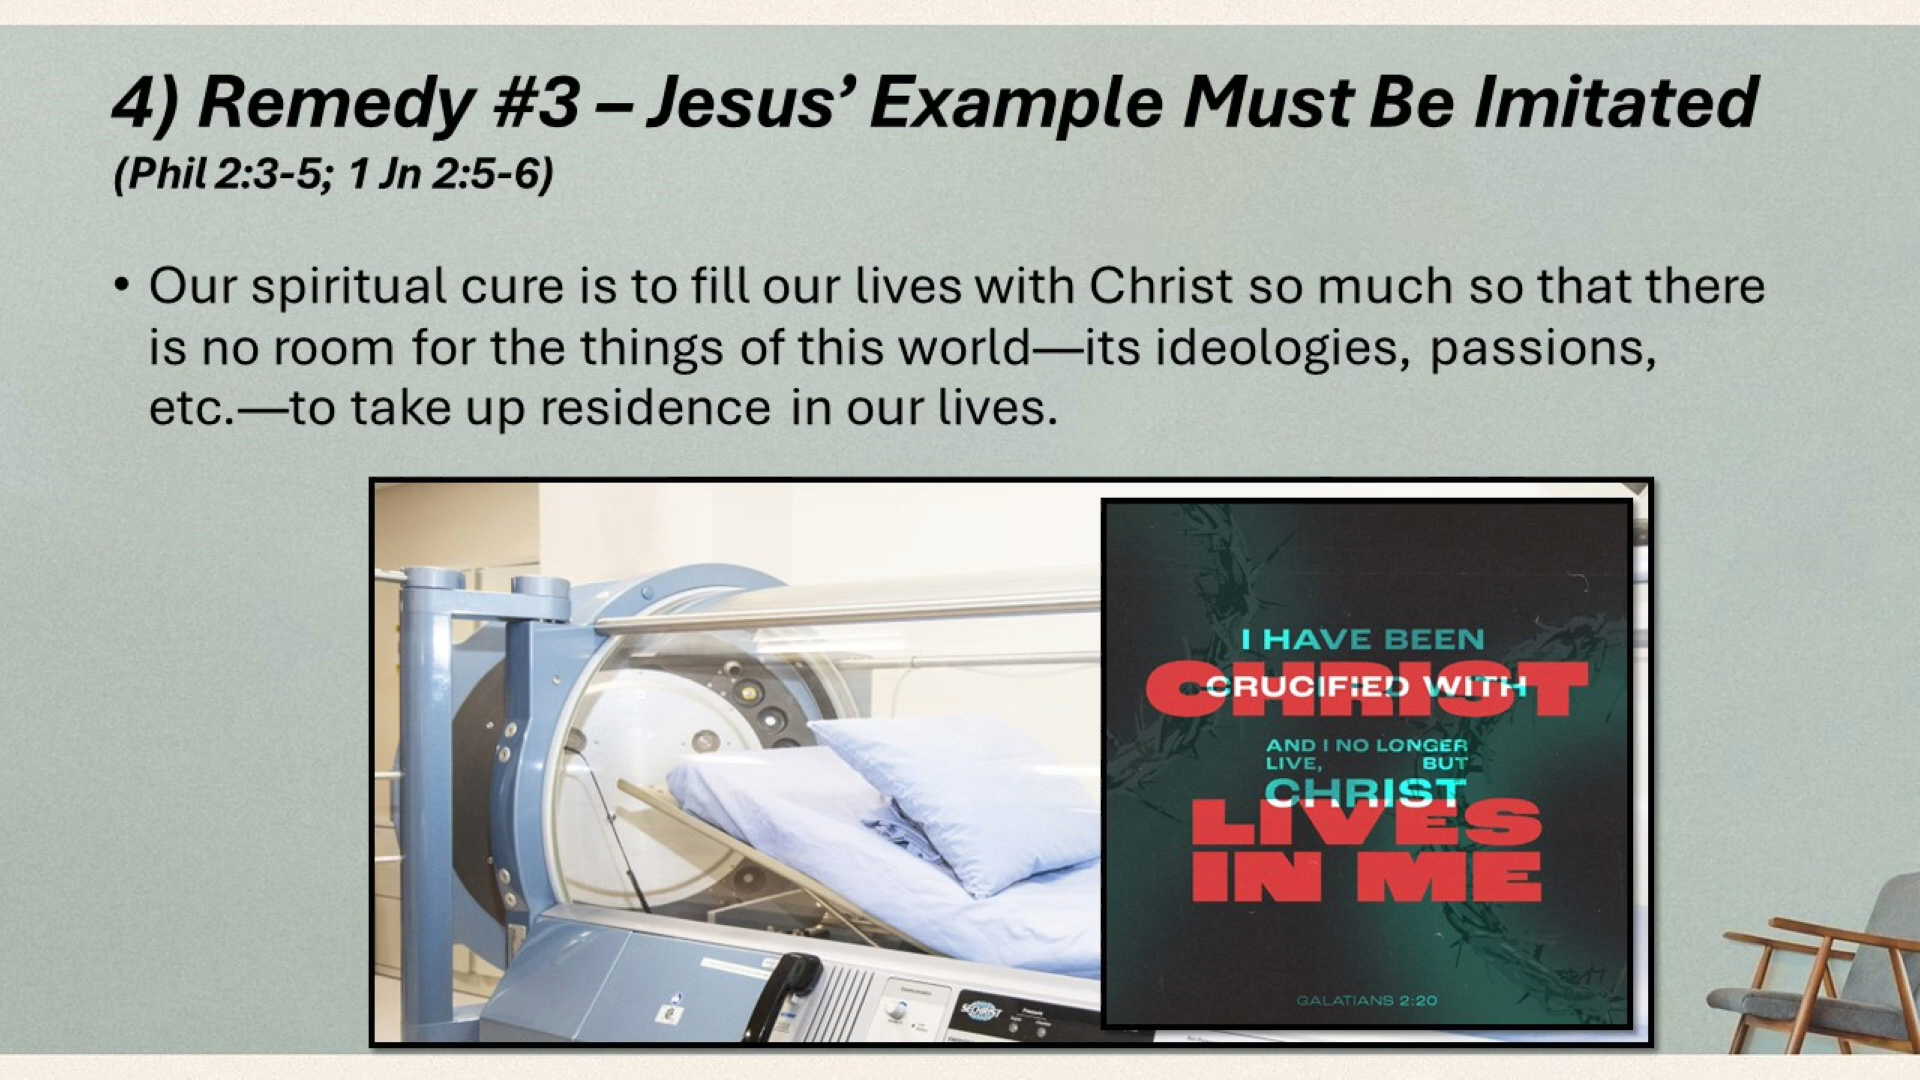 4) Remedy #3 – Jesus’ Example Must Be Imitated
(Phil 2:3-5; 1 Jn 2:5-6)
• Our spiritual cure is to fill our lives with Christ so much so that there
is no room for the things of this world—its ideologies, passions,
etc.—to take up residence in our lives.
I HAVE BEEN
CRUCIFIED WITH
CHRIST
AND I NO LONGER
LIVE, BUT
CHRIST
LIVES
IN ME
GALATIANS 2:20
SECHRIST